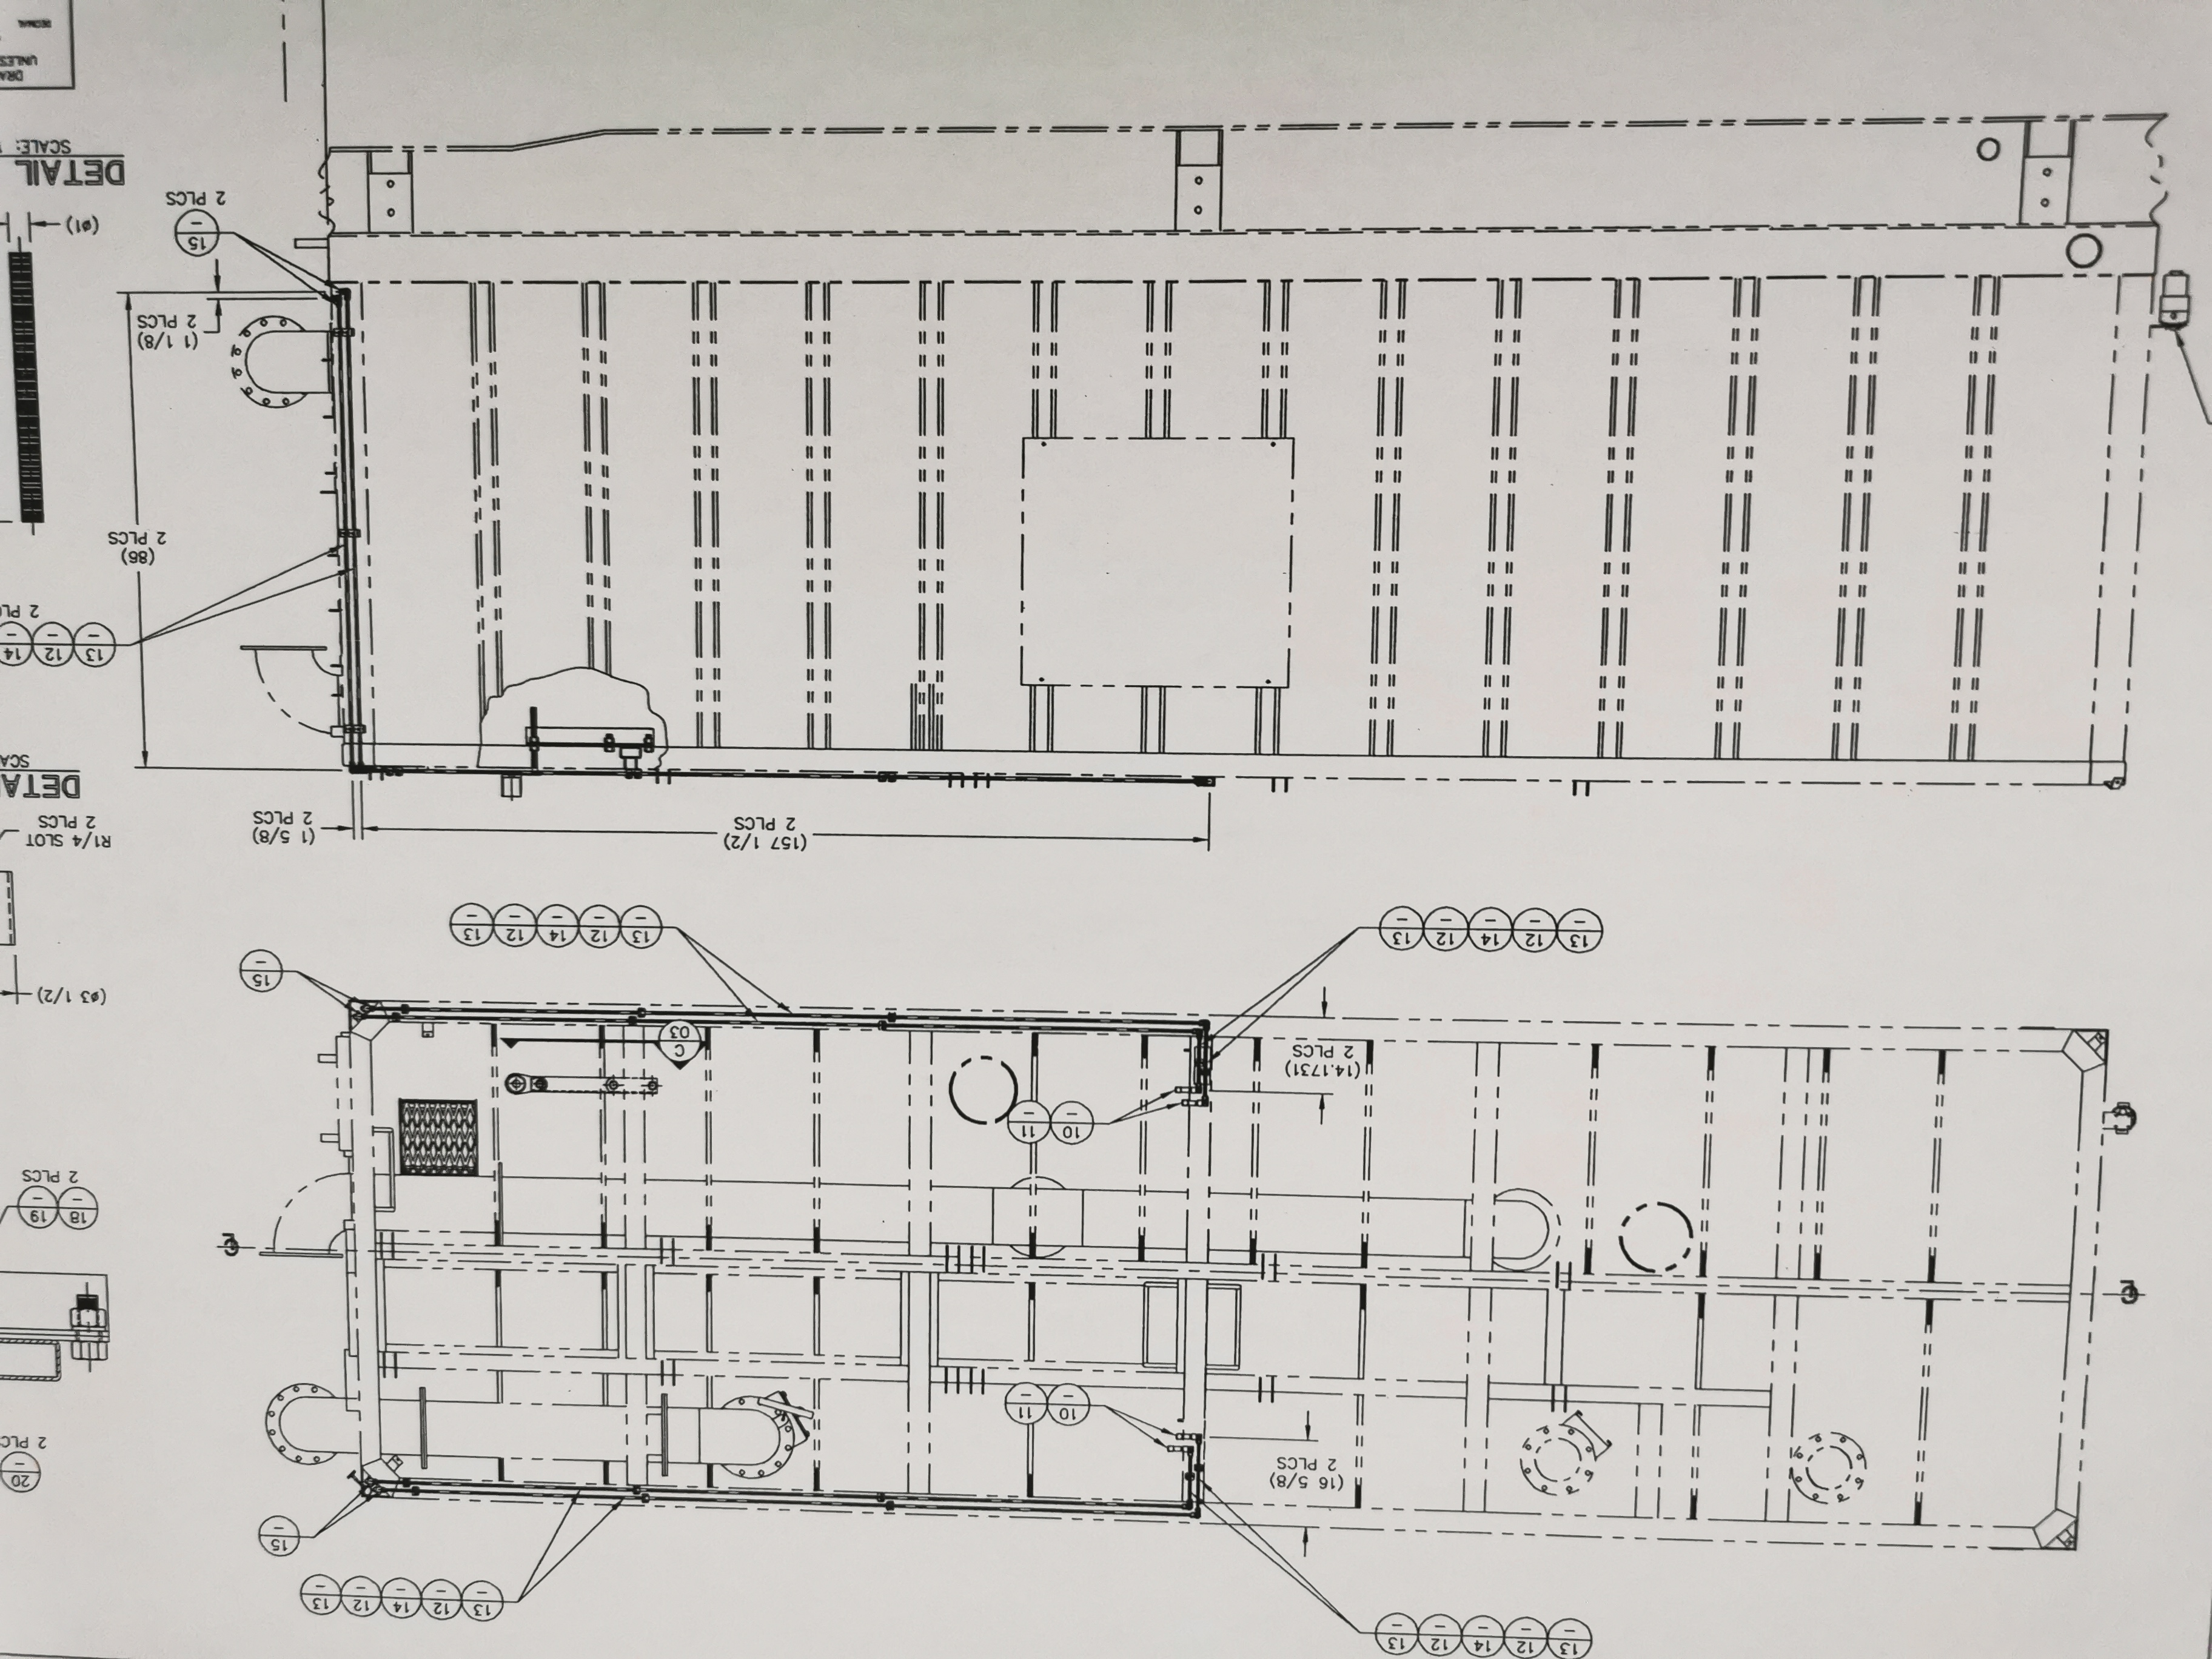 13 12 14 12 13
– – – – –
13 12 14 12 13
– – – – –
15
–
(16 5/8)
2 PLCS
20
–
2 PLCS
10 11
– –
18 19
– –
2 PLCS
10 11
– –
(14.1731)
2 PLCS
C
03
15
–
(Ø3 1/2)
13 12 14 12 13
– – – – –
13 12 14 12 13
– – – – –
(157 1/2)
2 PLCS
(1 5/8)
2 PLCS
R1/4 SLOT
2 PLCS
DETA
SCA
13 12 14
– – –
2 PLC
(86)
2 PLCS
(1 1/8)
2 PLCS
15
–
2 PLCS
(Ø1)
DETAIL
SCALE:
DRA
UNLES
DECIMAL